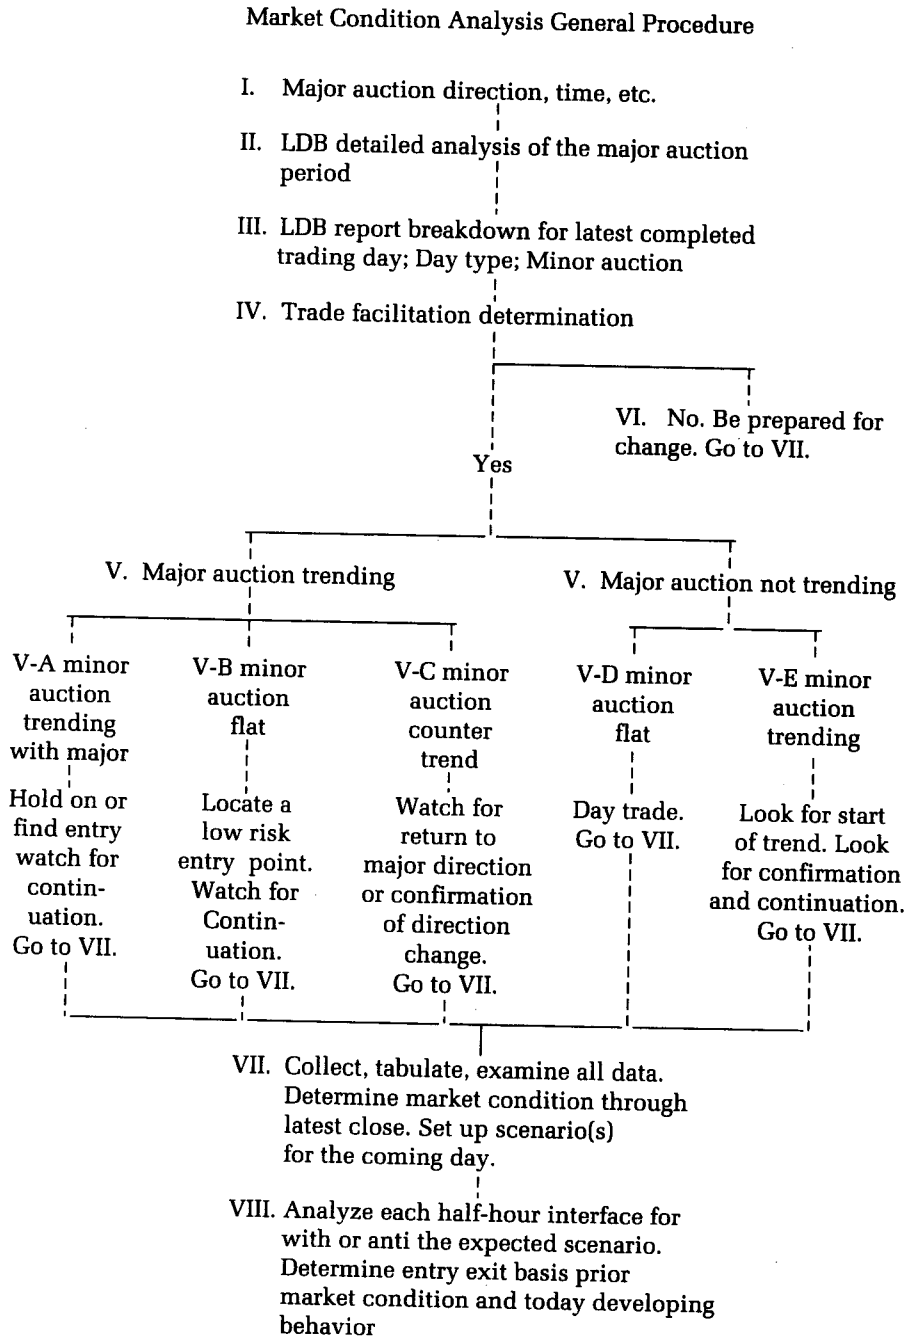 Market Condition Analysis General Procedure
I. Major auction direction, time, etc.
II. LDB detailed analysis of the major auction
period
III. LDB report breakdown for latest completed
trading day; Day type; Minor auction
IV. Trade facilitation determination
VI. No. Be prepared for
change. Go to VII.
Yes
V. Major auction trending
V. Major auction not trending
V-A minor
auction
trending
with major
Hold on or
find entry
watch for
contin-
uation.
Go to VII.
V-B minor
auction
flat
Locate a
low risk
entry point.
Watch for
Contin-
uation.
Go to VII.
V-C minor
auction
counter
trend
Watch for
return to
major direction
or confirmation
of direction
change.
Go to VII.
V-D minor
auction
flat
Day trade.
Go to VII.
V-E minor
auction
trending
Look for start
of trend. Look
for confirmation
and continuation.
Go to VII.
VII. Collect, tabulate, examine all data.
Determine market condition through
latest close. Set up scenario(s)
for the coming day.
VIII. Analyze each half-hour interface for
with or anti the expected scenario.
Determine entry exit basis prior
market condition and today developing
behavior